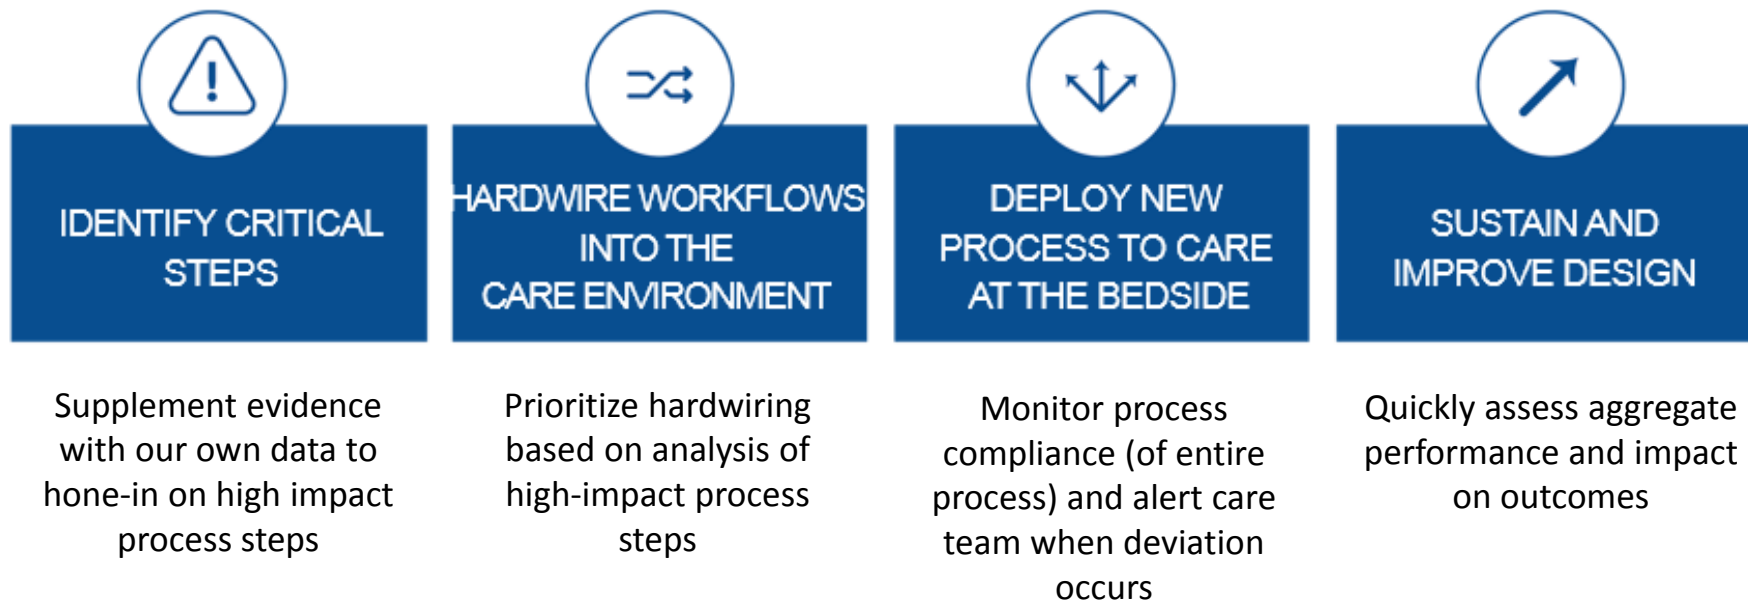 IDENTIFY CRITICAL
STEPS
Supplement evidence
with our own data to
hone-in on high impact
process steps
HARDWIRE WORKFLOWS
INTO THE
CARE ENVIRONMENT
Prioritize hardwiring
based on analysis of
high-impact process
steps
DEPLOY NEW
PROCESS TO CARE
AT THE BEDSIDE
Monitor process
compliance (of entire
process) and alert care
team when deviation
occurs
SUSTAIN AND
IMPROVE DESIGN
Quickly assess aggregate
performance and impact
on outcomes